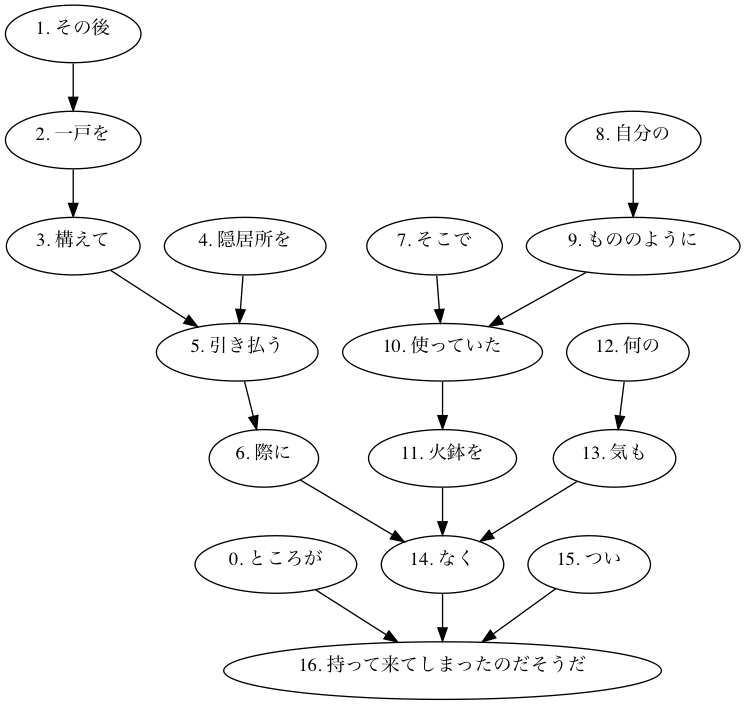 1. その後
2. 一戸を
8. 自分の
3. 構えて
4. 隠居所を
7. そこで
9. もののように
5. 引き払う
10. 使っていた
12. 何の
6. 際に
11. 火鉢を
13. 気も
0. ところが
14. なく
15. つい
16. 持って来てしまったのだそうだ